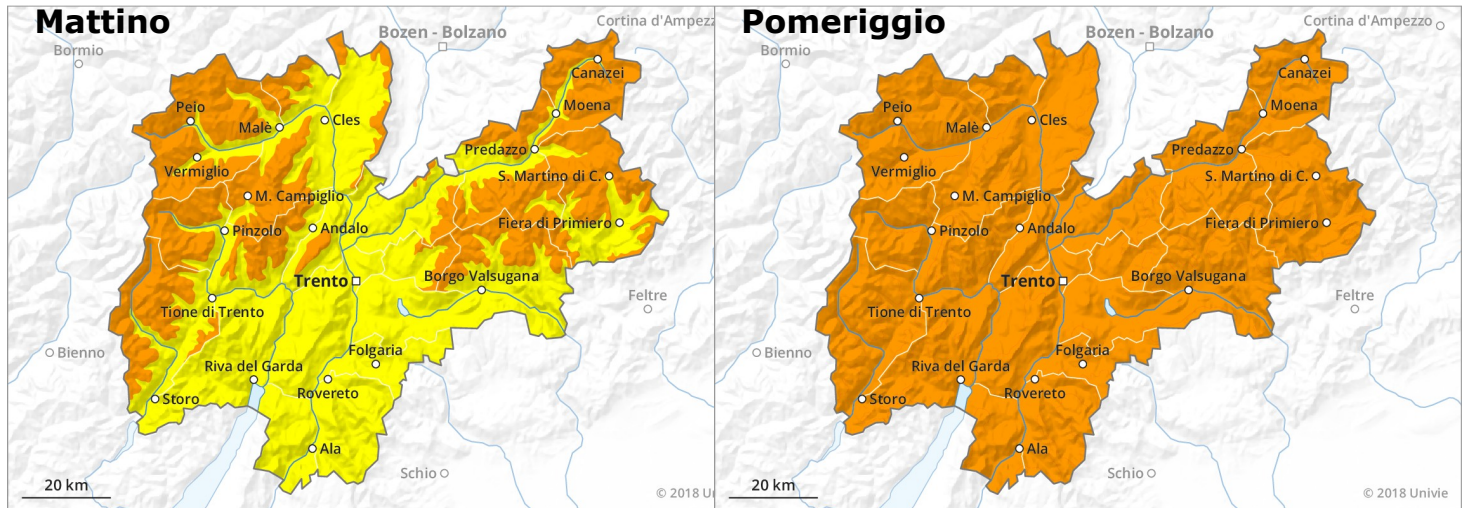 Mattino
Cortina d'Ampezz
Bozen - Bolzano
Bormio
Canazei
Peio
Moena
Malè
Cles
Predazzo
Vermiglio
S. Martino di C.
M. Campiglio
Pinzolo
Andalo
Fiera di Primiero
Trento
Borgo Valsugana
Feltre
Tione di Trento
Bienno
Folgaria
Riva del Garda
Rovereto
Storo
Ala
Schio
20 km
© 2018 Un
Pomeriggio
Cortina d'Ampezzo
Bozen - Bolzano
Bormio
Canazei
Peio
Moena
Malè
Cles
Predazzo
Vermiglio
S. Martino di C.
M. Campiglio
Pinzolo
Andalo
Fiera di Primiero
Trento
Borgo Valsugana
Feltre
Tione di Trento
Bienno
Folgaria
Riva del Garda
Rovereto
Storo
Ala
Schio
20 km
© 2018 Univie